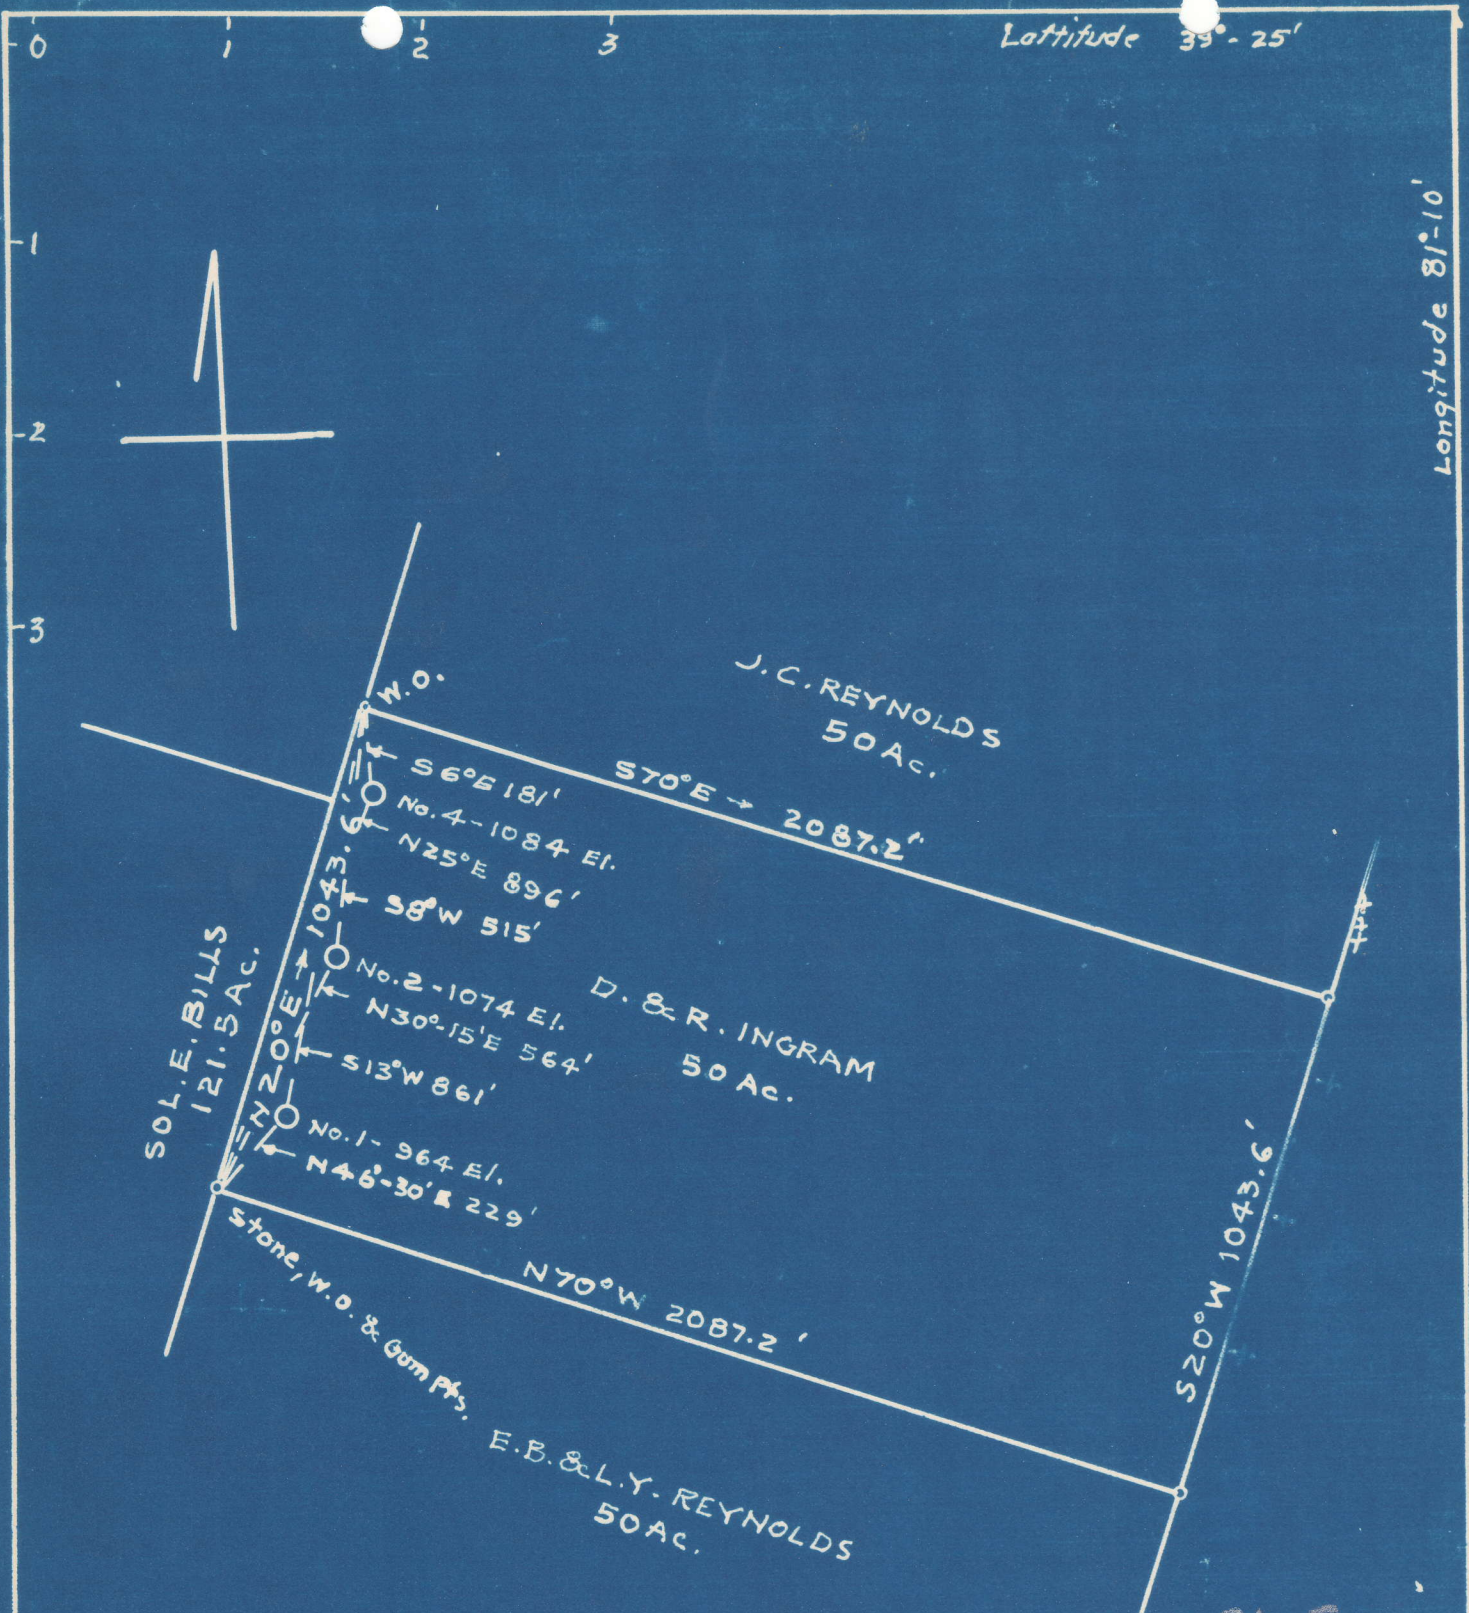 0 1 2 3 Lattitude 39°-25'
1
2
3
Longitude 81°-10'
W.O.
J.C. REYNOLDS
50 Ac.
S70°E → 2087.2'
S6°E 181'
No.4-1084 El.
N25°E 896'
S8°W 515'
No.2-1074 El.
N30°-15'E 564'
S13°W 861'
No.1-964 El.
N46°-30'E 229'
N20°E → 1043.6'
SOL.E.BILLS
121.5 Ac.
D. & R. INGRAM
50 Ac.
S20°W 1043.6'
Stone, W.O. & Gum Pts.
N70°W 2087.2'
E.B. & L.Y. REYNOLDS
50 Ac.